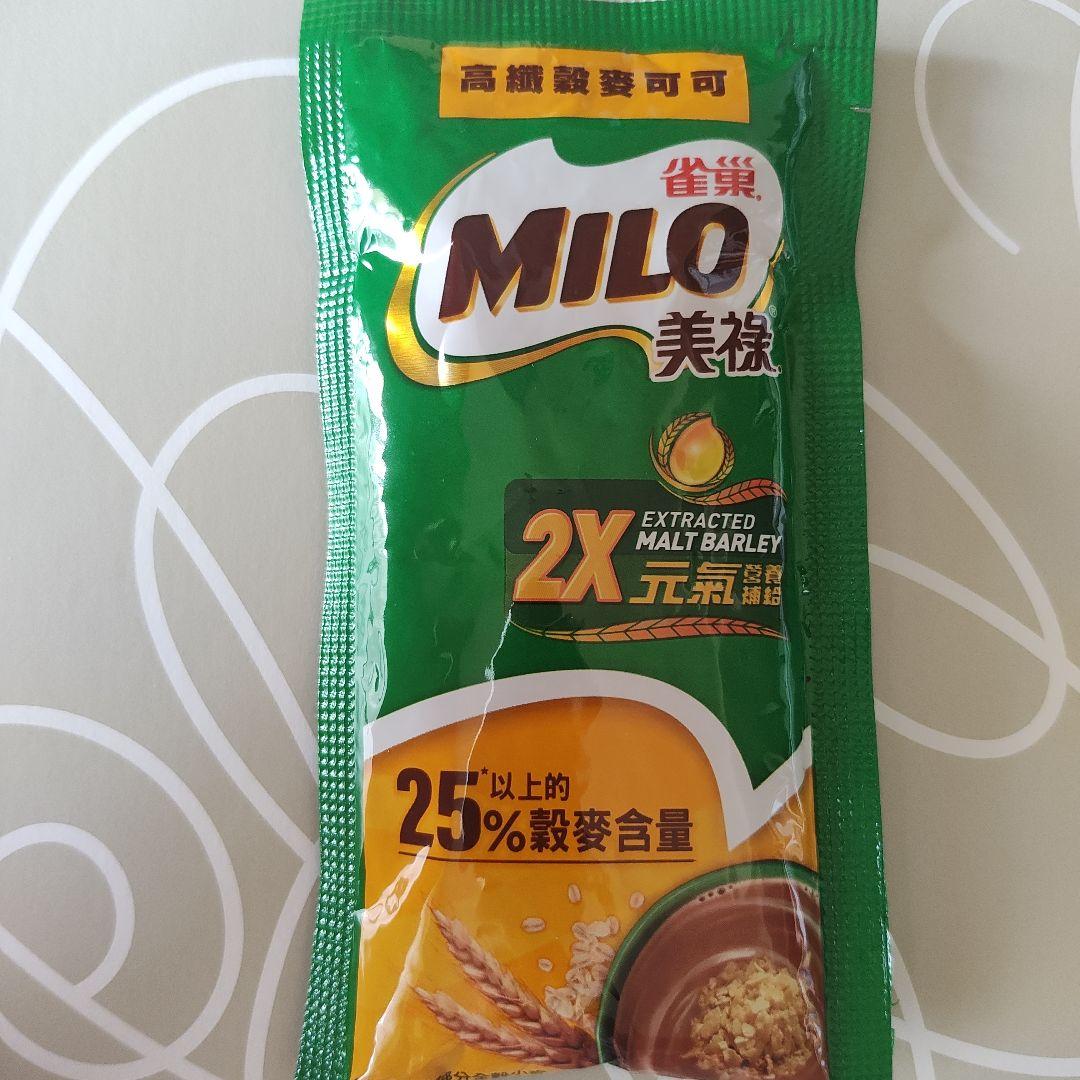 高纖穀麥可可
雀巢®
MILO®
美祿®
2X EXTRACTED
MALT BARLEY
元氣 營養
補給
25%*以上的
穀麥含量